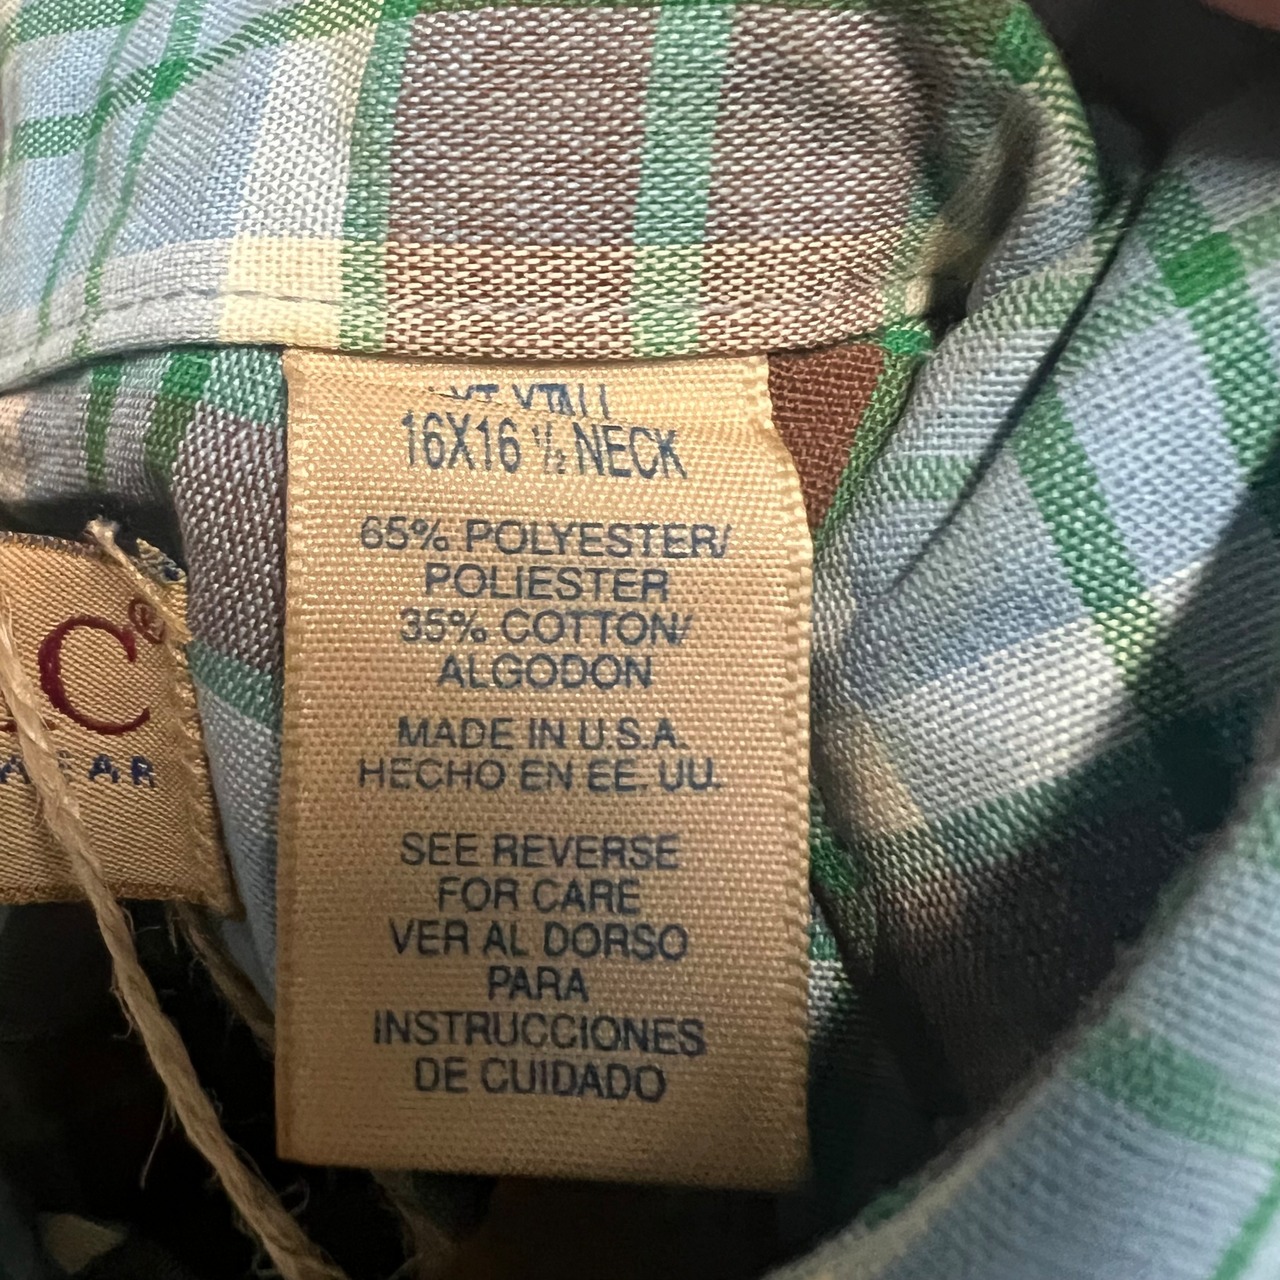 16X16 ½ NECK
65% POLYESTER/
POLIESTER
35% COTTON/
ALGODON
MADE IN U.S.A.
HECHO EN EE. UU.
SEE REVERSE
FOR CARE
VER AL DORSO
PARA
INSTRUCCIONES
DE CUIDADO
C®